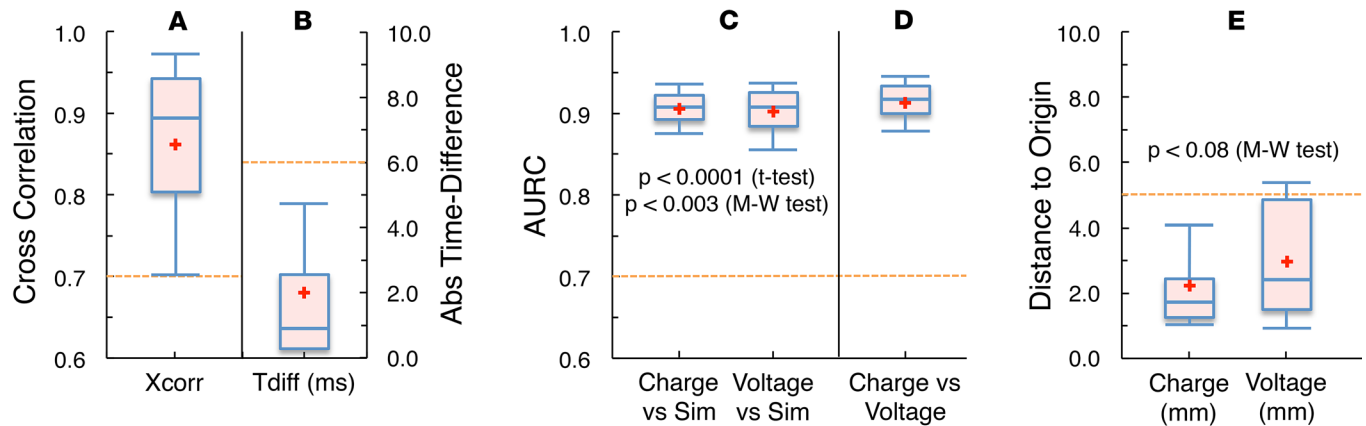 A
B
C
D
E
Cross Correlation
1.0
0.9
0.8
0.7
0.6
10.0
8.0
6.0
4.0
2.0
0.0
Abs Time-Difference
Xcorr
Tdiff (ms)
AURC
1.0
0.9
0.8
0.7
0.6
p < 0.0001 (t-test)
p < 0.003 (M-W test)
Charge
vs Sim
Voltage
vs Sim
Charge vs
Voltage
Distance to Origin
10.0
8.0
6.0
4.0
2.0
0.0
p < 0.08 (M-W test)
Charge
(mm)
Voltage
(mm)